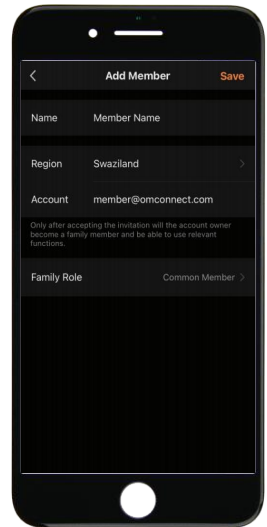 Add Member Save
Name Member Name
Region Swaziland
Account member@omconnect.com
Only after accepting the invitation will the account owner
become a family member and be able to use relevant
functions.
Family Role Common Member